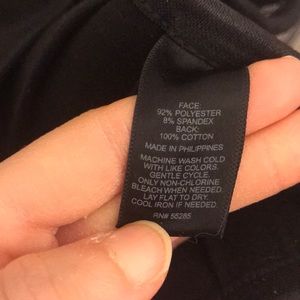 FACE:
92% POLYESTER
8% SPANDEX
BACK:
100% COTTON
MADE IN PHILIPPINES
MACHINE WASH COLD
WITH LIKE COLORS.
GENTLE CYCLE.
ONLY NON-CHLORINE
BLEACH WHEN NEEDED.
LAY FLAT TO DRY.
COOL IRON IF NEEDED.
RN# 55285